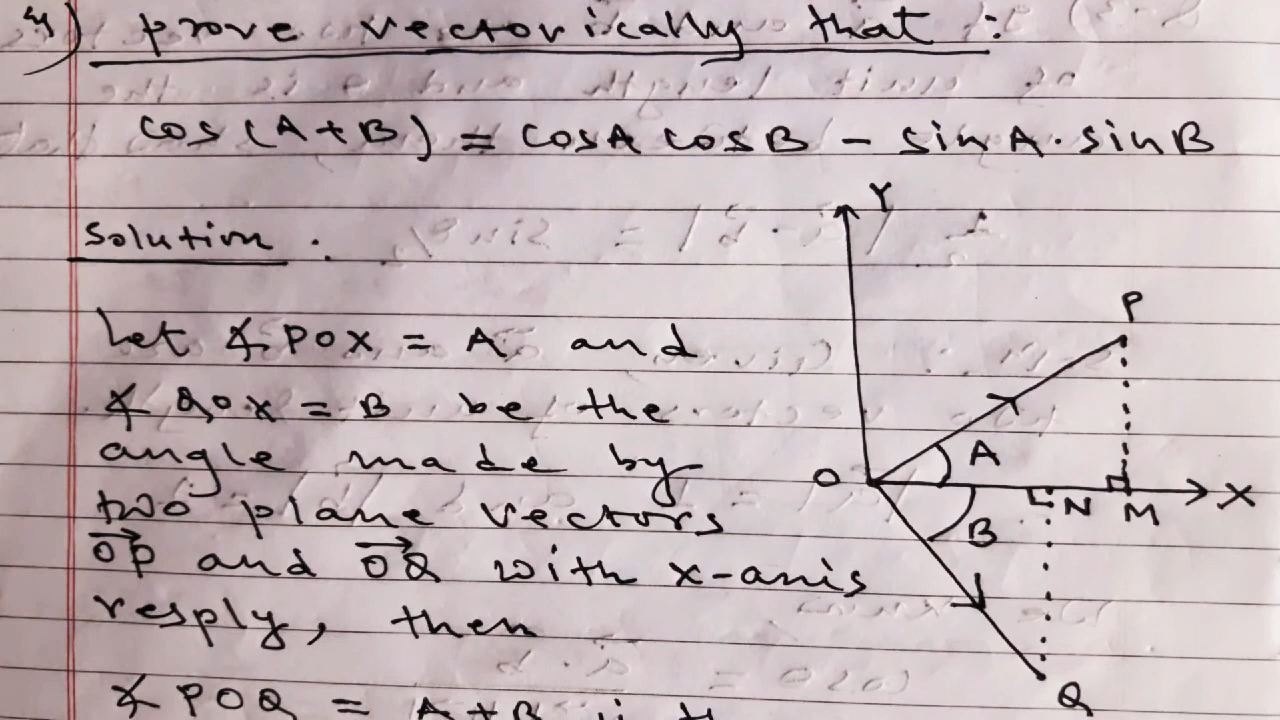 4) prove vectorically that :
cos (A+B) = cosA cosB - sinA. sinB
Solution .
Let ∡POX = A and
∡QOX = B be the
angle made by
two plane vectors
OP and OQ with x-axis
resply, then
∡POQ = A+B
Y
P
A
O
N
M
X
B
Q